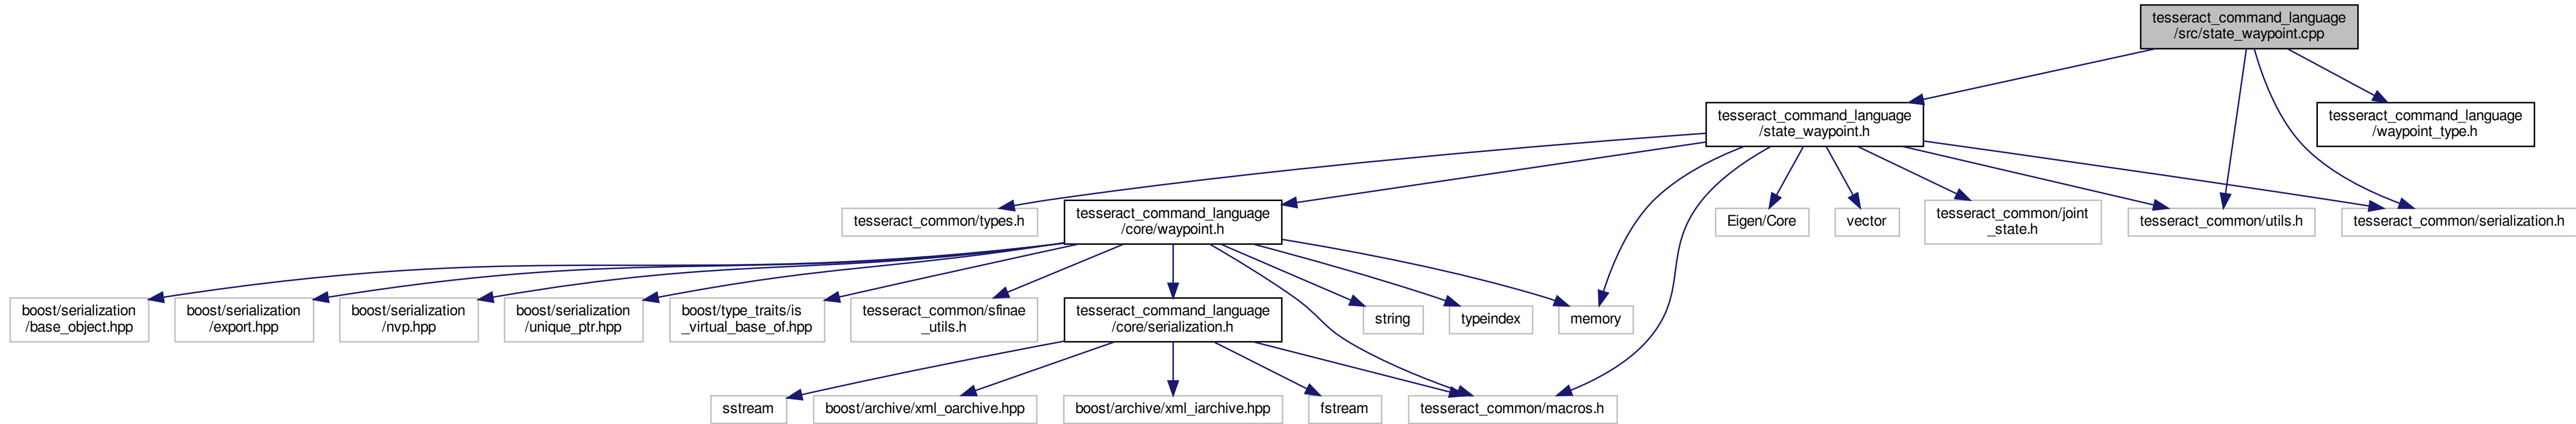 tesseract_command_language
/src/state_waypoint.cpp
tesseract_command_language
/state_waypoint.h
tesseract_command_language
/waypoint_type.h
tesseract_common/types.h
tesseract_command_language
/core/waypoint.h
Eigen/Core
vector
tesseract_common/joint
_state.h
tesseract_common/utils.h
tesseract_common/serialization.h
boost/serialization
/base_object.hpp
boost/serialization
/export.hpp
boost/serialization
/nvp.hpp
boost/serialization
/unique_ptr.hpp
boost/type_traits/is
_virtual_base_of.hpp
tesseract_common/sfinae
_utils.h
tesseract_command_language
/core/serialization.h
string
typeindex
memory
sstream
boost/archive/xml_oarchive.hpp
boost/archive/xml_iarchive.hpp
fstream
tesseract_common/macros.h